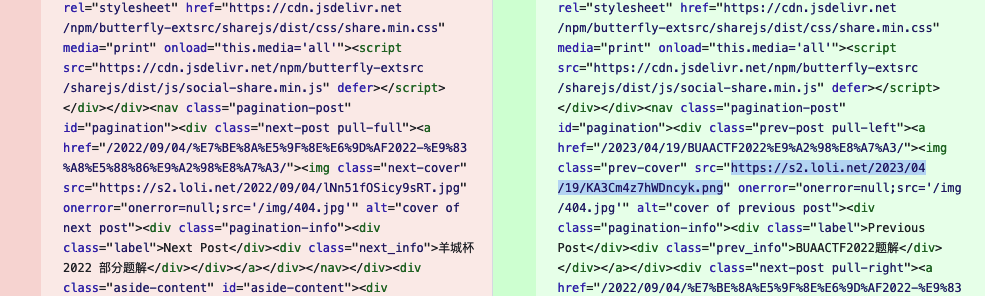 rel="stylesheet" href="https://cdn.jsdelivr.net
/npm/butterfly-extsrc/sharejs/dist/css/share.min.css"
media="print" onload="this.media='all'"><script
src="https://cdn.jsdelivr.net/npm/butterfly-extsrc
/sharejs/dist/js/social-share.min.js" defer></script>
</div></div><nav class="pagination-post"
id="pagination"><div class="next-post pull-full"><a
href="/2022/09/04/%E7%BE%8A%E5%9F%8E%E6%9D%AF2022-%E9%83
%A8%E5%88%86%E9%A2%98%E8%A7%A3/"><img class="next-cover"
src="https://s2.loli.net/2022/09/04/lNn51fOSicy9sRT.jpg"
onerror="onerror=null;src='/img/404.jpg'" alt="cover of
next post"><div class="pagination-info"><div
class="label">Next Post</div><div class="next_info">羊城杯
2022 部分题解</div></div></a></div></nav></div><div
class="aside-content" id="aside-content"><div
rel="stylesheet" href="https://cdn.jsdelivr.net
/npm/butterfly-extsrc/sharejs/dist/css/share.min.css"
media="print" onload="this.media='all'"><script
src="https://cdn.jsdelivr.net/npm/butterfly-extsrc
/sharejs/dist/js/social-share.min.js" defer></script>
</div></div><nav class="pagination-post"
id="pagination"><div class="prev-post pull-left"><a
href="/2023/04/19/BUAACTF2022%E9%A2%98%E8%A7%A3/"><img
class="prev-cover" src="https://s2.loli.net/2023/04
/19/KA3Cm4z7hWDncyk.png" onerror="onerror=null;src='/img
/404.jpg'" alt="cover of previous post"><div
class="pagination-info"><div class="label">Previous
Post</div><div class="prev_info">BUAACTF2022题解</div>
</div></a></div><div class="next-post pull-right"><a
href="/2022/09/04/%E7%BE%8A%E5%9F%8E%E6%9D%AF2022-%E9%83